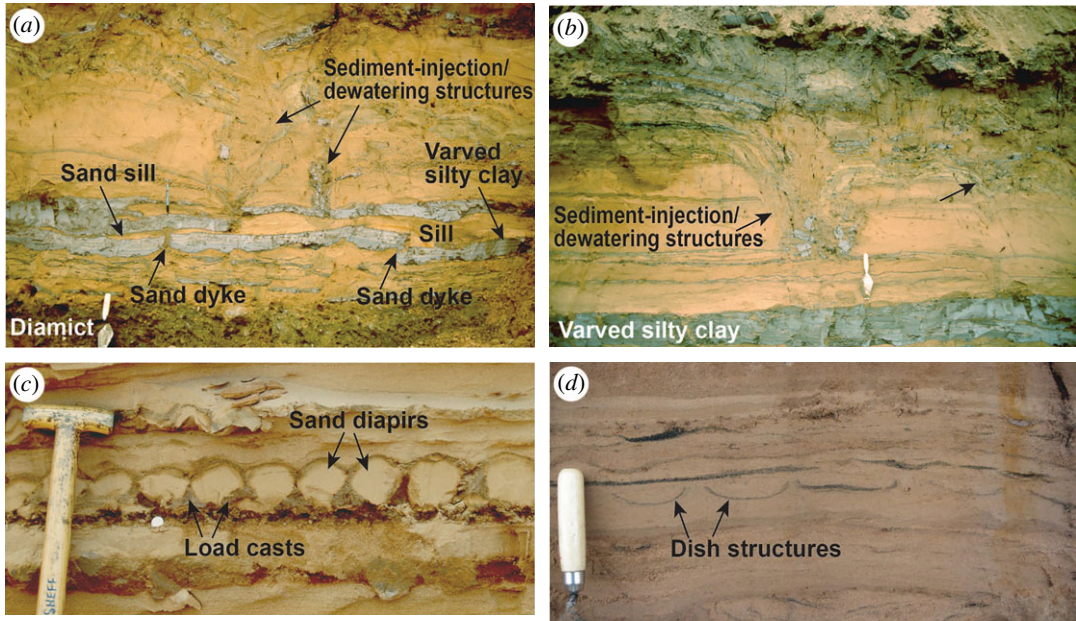 (a)
Sediment-injection/
dewatering structures
Sand sill
Varved
silty clay
Sill
Sand dyke
Sand dyke
Diamict
(b)
Sediment-injection/
dewatering structures
Varved silty clay
(c)
Sand diapirs
Load casts
SHEFF
(d)
Dish structures